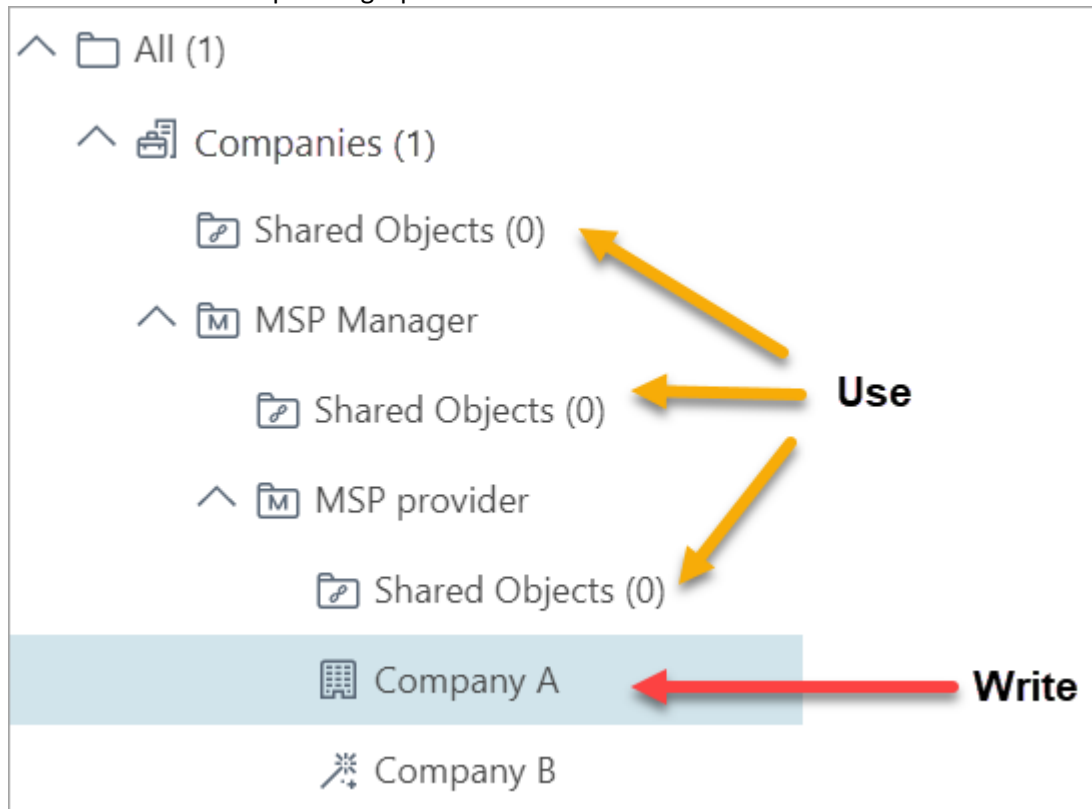 All (1)
Companies (1)
Shared Objects (0)
MSP Manager
Shared Objects (0)
Use
MSP provider
Shared Objects (0)
Company A
Write
Company B